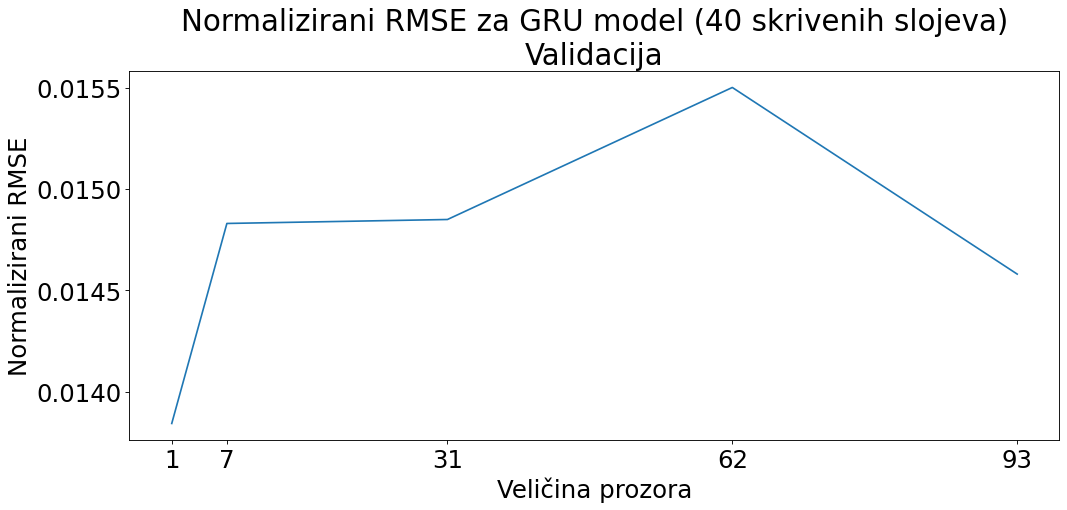 Normalizirani RMSE za GRU model (40 skrivenih slojeva)
Validacija
Normalizirani RMSE
0.0155
0.0150
0.0145
0.0140
1 7 31 62 93
Veličina prozora